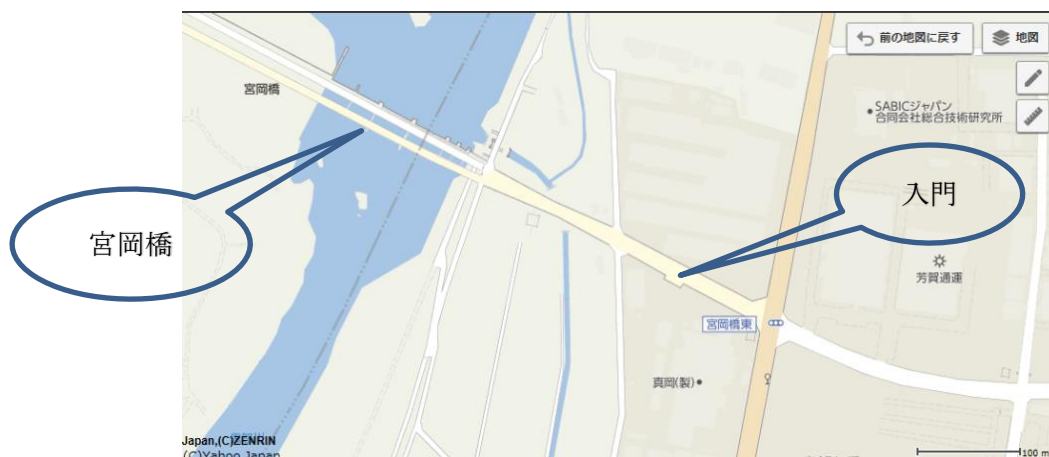 前の地図に戻す
地図
宮岡橋
SABICジャパン
合同会社総合技術研究所
入門
宮岡橋
芳賀通運
宮岡橋東
真岡(製)
Japan,(C)ZENRIN
(C)Yahoo Japan
100 m